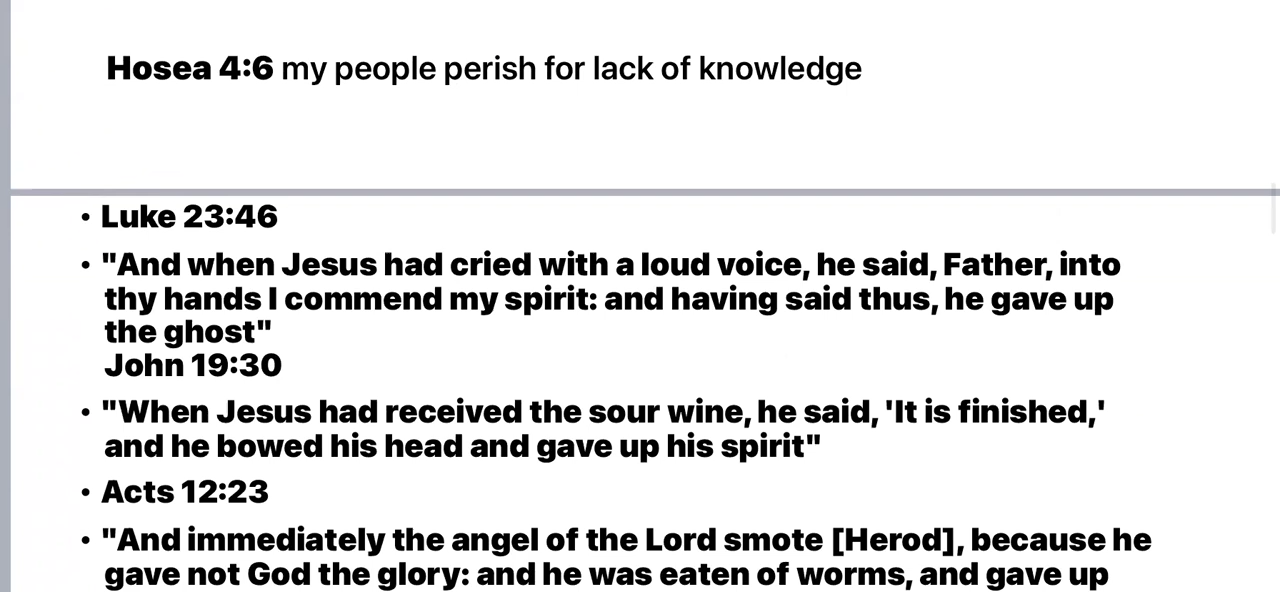 Hosea 4:6 my people perish for lack of knowledge
• Luke 23:46
• "And when Jesus had cried with a loud voice, he said, Father, into
thy hands I commend my spirit: and having said thus, he gave up
the ghost"
John 19:30
• "When Jesus had received the sour wine, he said, 'It is finished,'
and he bowed his head and gave up his spirit"
• Acts 12:23
• "And immediately the angel of the Lord smote [Herod], because he
gave not God the glory: and he was eaten of worms, and gave up